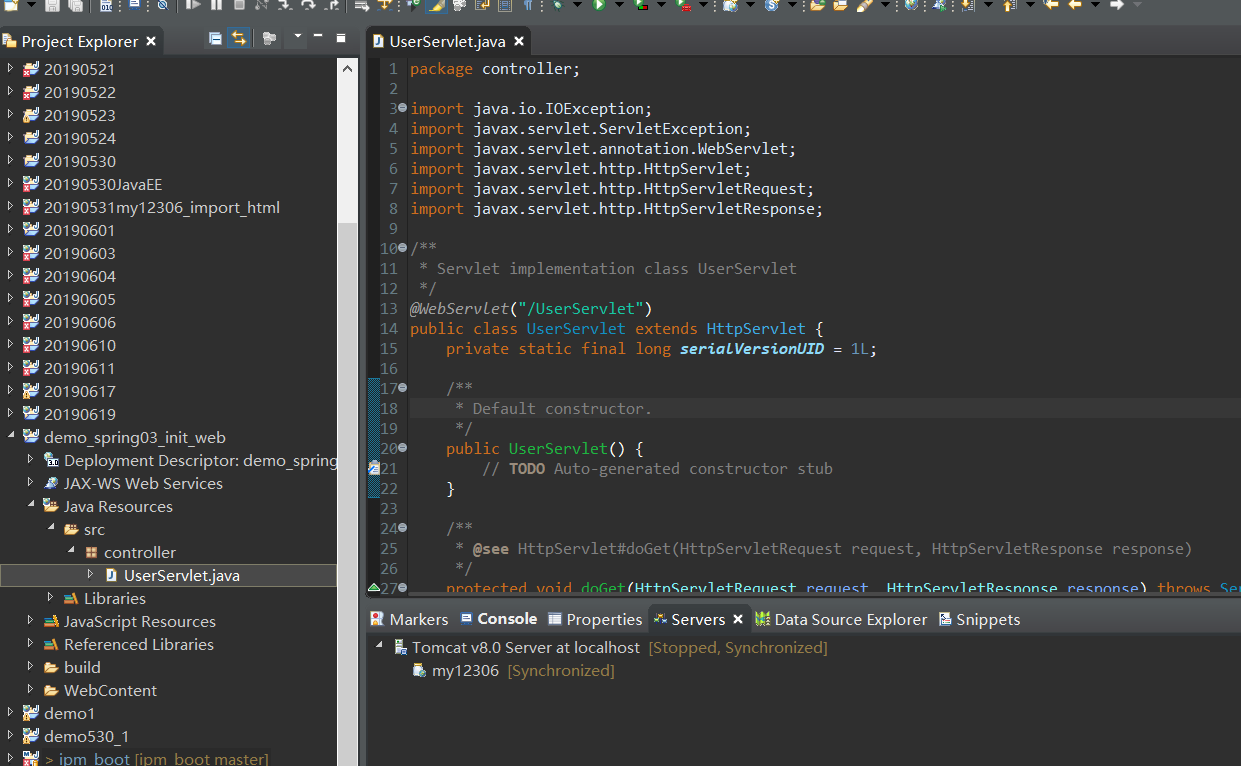 Project Explorer
20190521
20190522
20190523
20190524
20190530
20190530JavaEE
20190531my12306_import_html
20190601
20190603
20190604
20190605
20190606
20190610
20190611
20190617
20190619
demo_spring03_init_web
Deployment Descriptor: demo_spring
JAX-WS Web Services
Java Resources
src
controller
UserServlet.java
Libraries
JavaScript Resources
Referenced Libraries
build
WebContent
demo1
demo530_1
> ipm_boot [ipm_boot master]
UserServlet.java
1 package controller;
2
3 import java.io.IOException;
4 import javax.servlet.ServletException;
5 import javax.servlet.annotation.WebServlet;
6 import javax.servlet.http.HttpServlet;
7 import javax.servlet.http.HttpServletRequest;
8 import javax.servlet.http.HttpServletResponse;
9
10 /**
11 * Servlet implementation class UserServlet
12 */
13 @WebServlet("/UserServlet")
14 public class UserServlet extends HttpServlet {
15 private static final long serialVersionUID = 1L;
16
17 /**
18 * Default constructor.
19 */
20 public UserServlet() {
21 // TODO Auto-generated constructor stub
22 }
23
24 /**
25 * @see HttpServlet#doGet(HttpServletRequest request, HttpServletResponse response)
26 */
27 protected void doGet(HttpServletRequest request, HttpServletResponse response) throws Se
Markers Console Properties Servers Data Source Explorer Snippets
Tomcat v8.0 Server at localhost [Stopped, Synchronized]
my12306 [Synchronized]